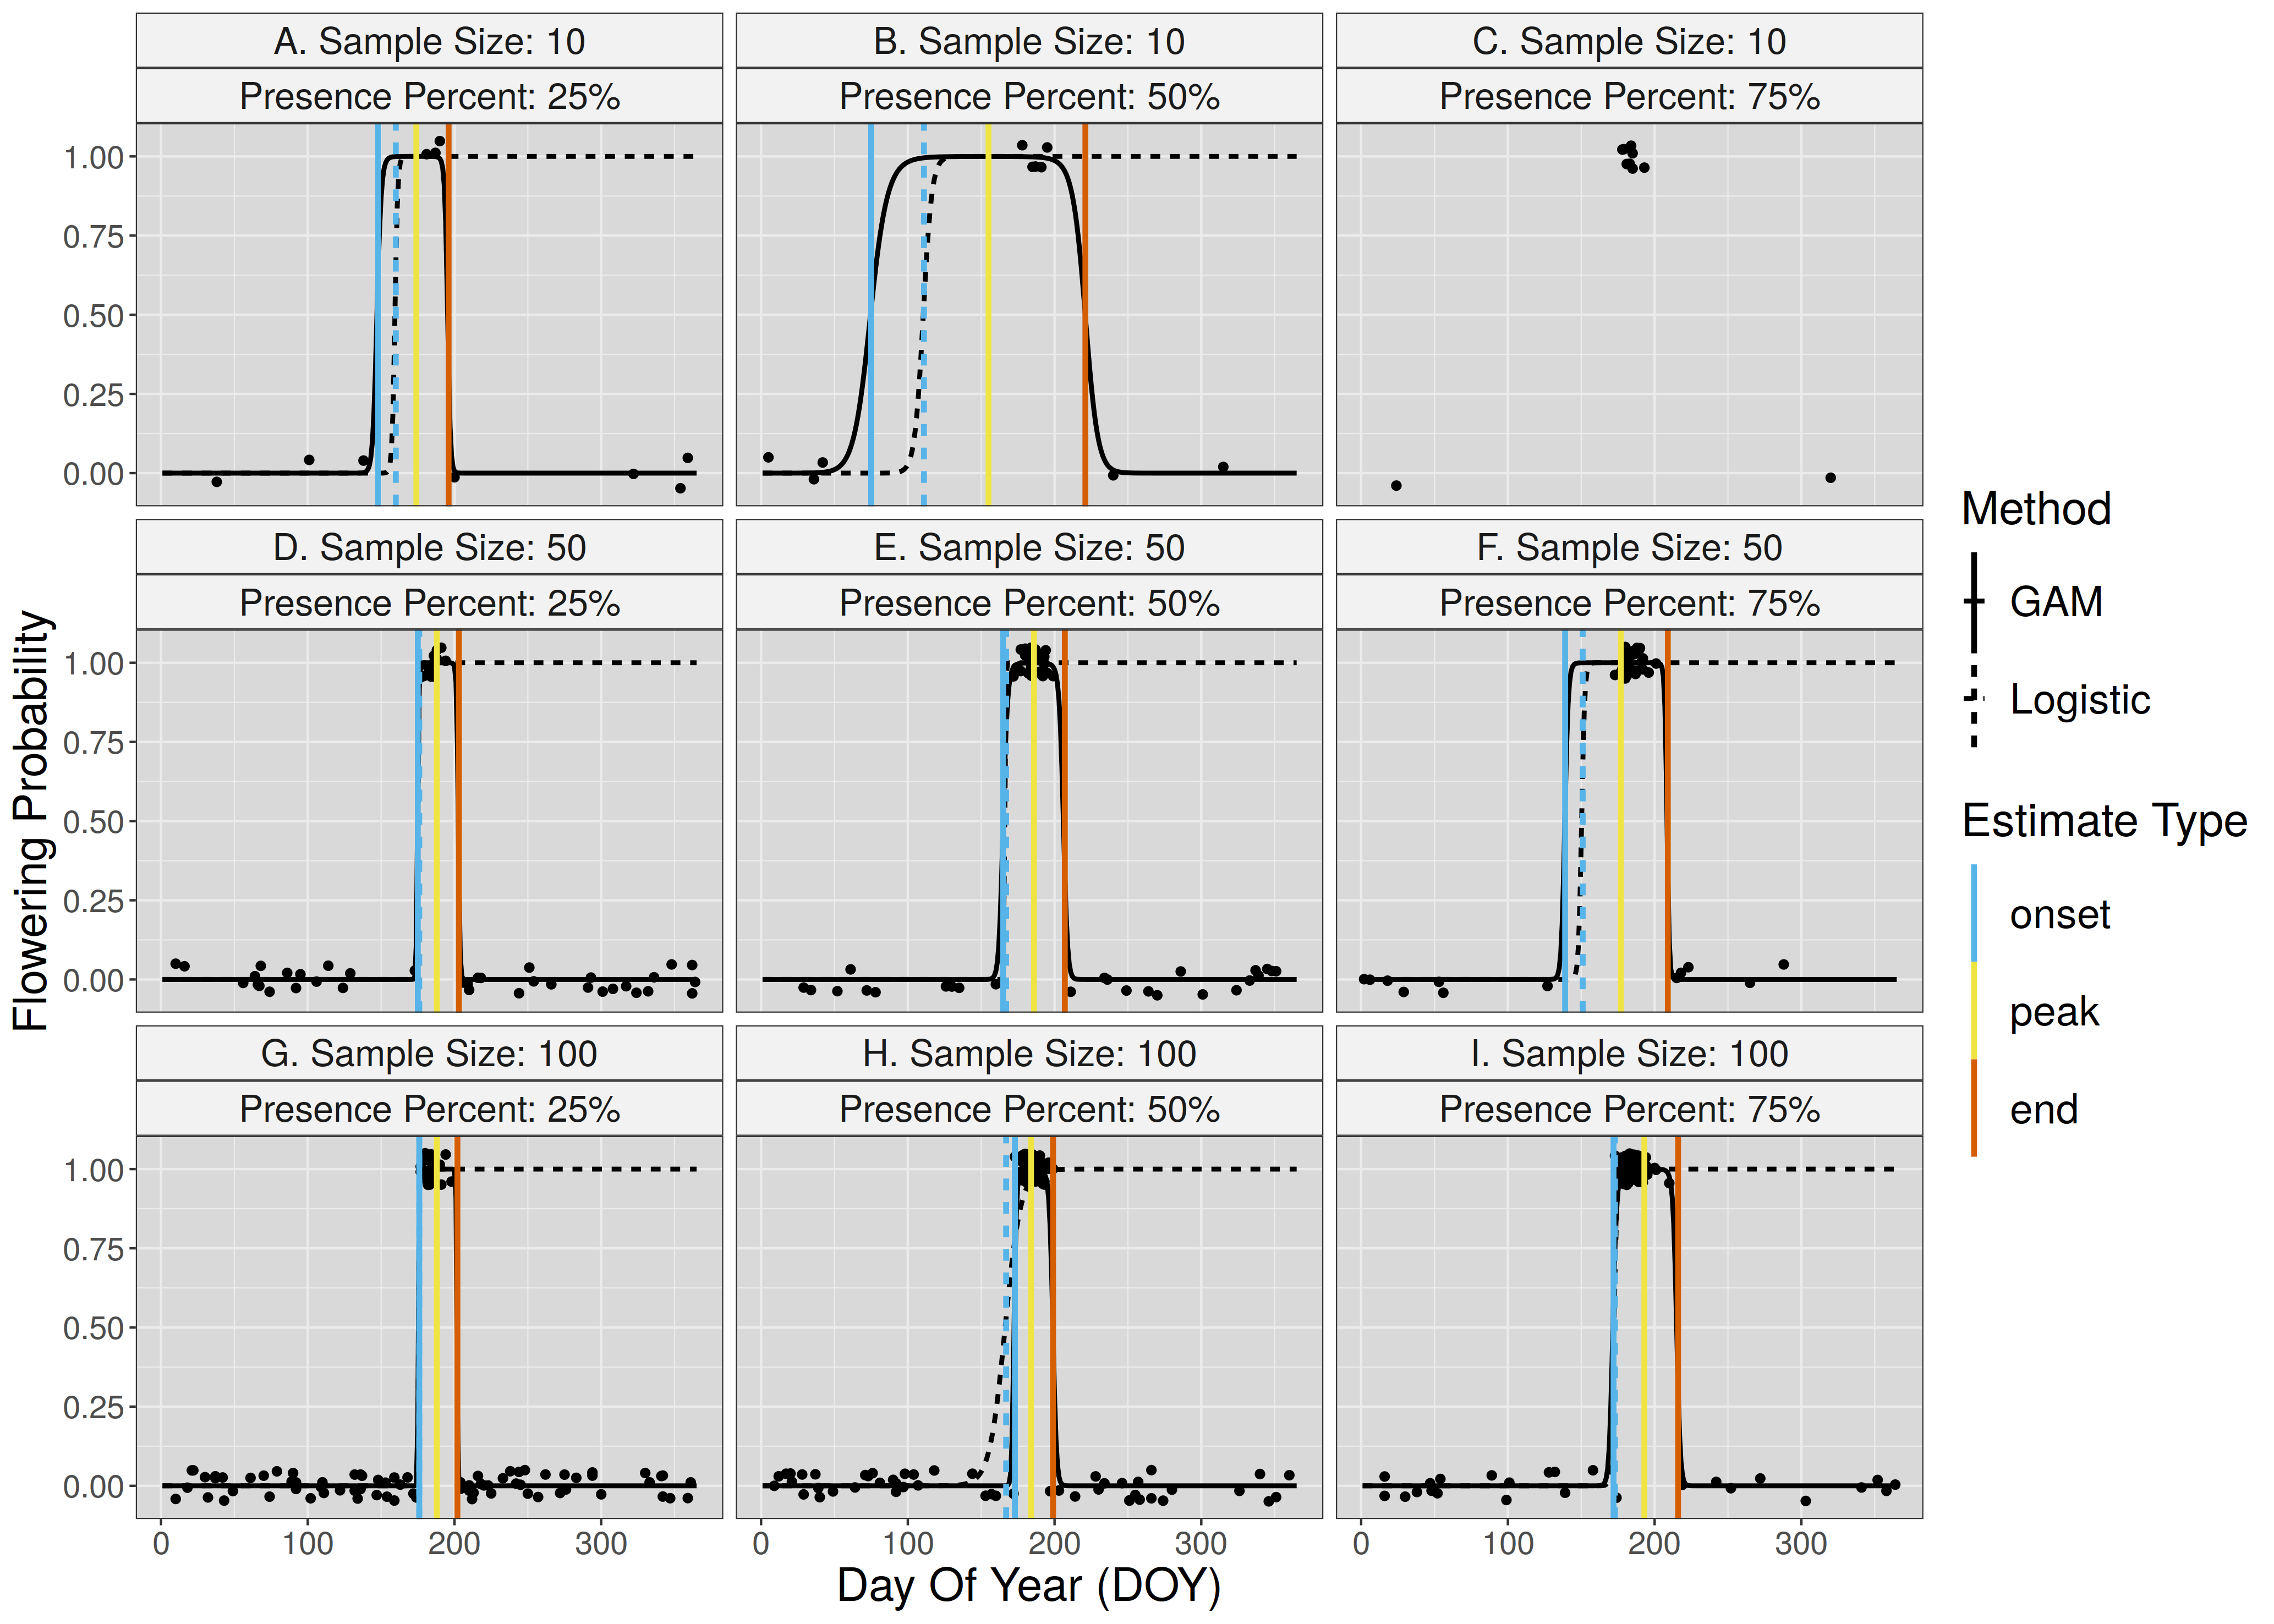 A. Sample Size: 10
Presence Percent: 25%
B. Sample Size: 10
Presence Percent: 50%
C. Sample Size: 10
Presence Percent: 75%
1.00
0.75
0.50
0.25
0.00
D. Sample Size: 50
Presence Percent: 25%
E. Sample Size: 50
Presence Percent: 50%
F. Sample Size: 50
Presence Percent: 75%
1.00
0.75
0.50
0.25
0.00
G. Sample Size: 100
Presence Percent: 25%
H. Sample Size: 100
Presence Percent: 50%
I. Sample Size: 100
Presence Percent: 75%
1.00
0.75
0.50
0.25
0.00
0 100 200 300
0 100 200 300
0 100 200 300
Day Of Year (DOY)
Flowering Probability
Method
GAM
Logistic
Estimate Type
onset
peak
end